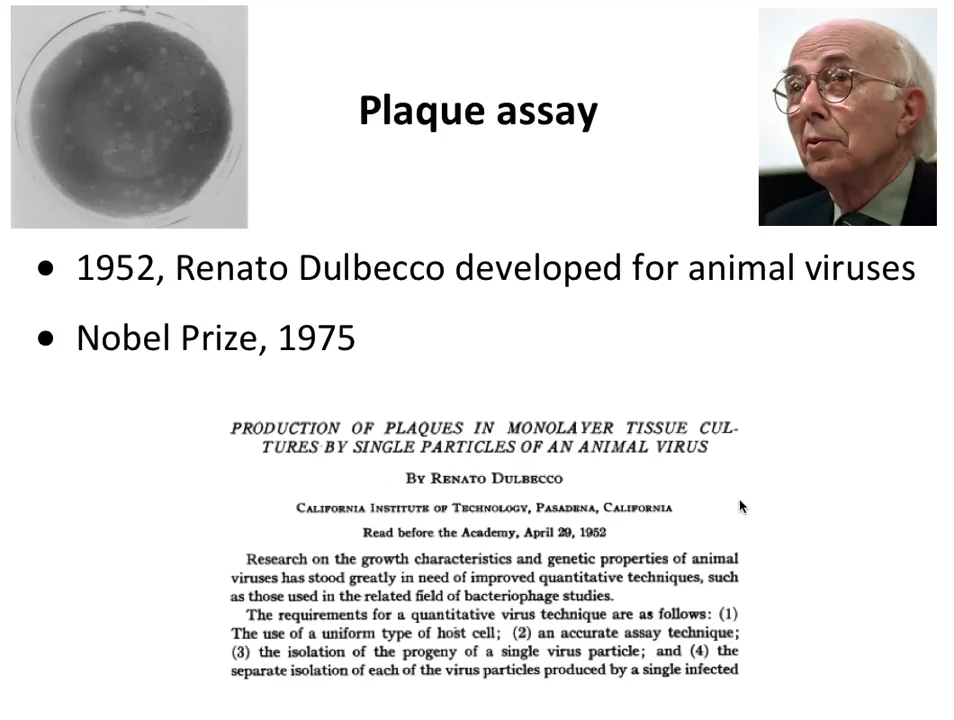 Plaque assay
• 1952, Renato Dulbecco developed for animal viruses
• Nobel Prize, 1975
PRODUCTION OF PLAQUES IN MONOLAYER TISSUE CUL-
TURES BY SINGLE PARTICLES OF AN ANIMAL VIRUS
BY RENATO DULBECCO
CALIFORNIA INSTITUTE OF TECHNOLOGY, PASADENA, CALIFORNIA
Read before the Academy, April 29, 1952
Research on the growth characteristics and genetic properties of animal
viruses has stood greatly in need of improved quantitative techniques, such
as those used in the related field of bacteriophage studies.
The requirements for a quantitative virus technique are as follows: (1)
The use of a uniform type of host cell; (2) an accurate assay technique;
(3) the isolation of the progeny of a single virus particle; and (4) the
separate isolation of each of the virus particles produced by a single infected